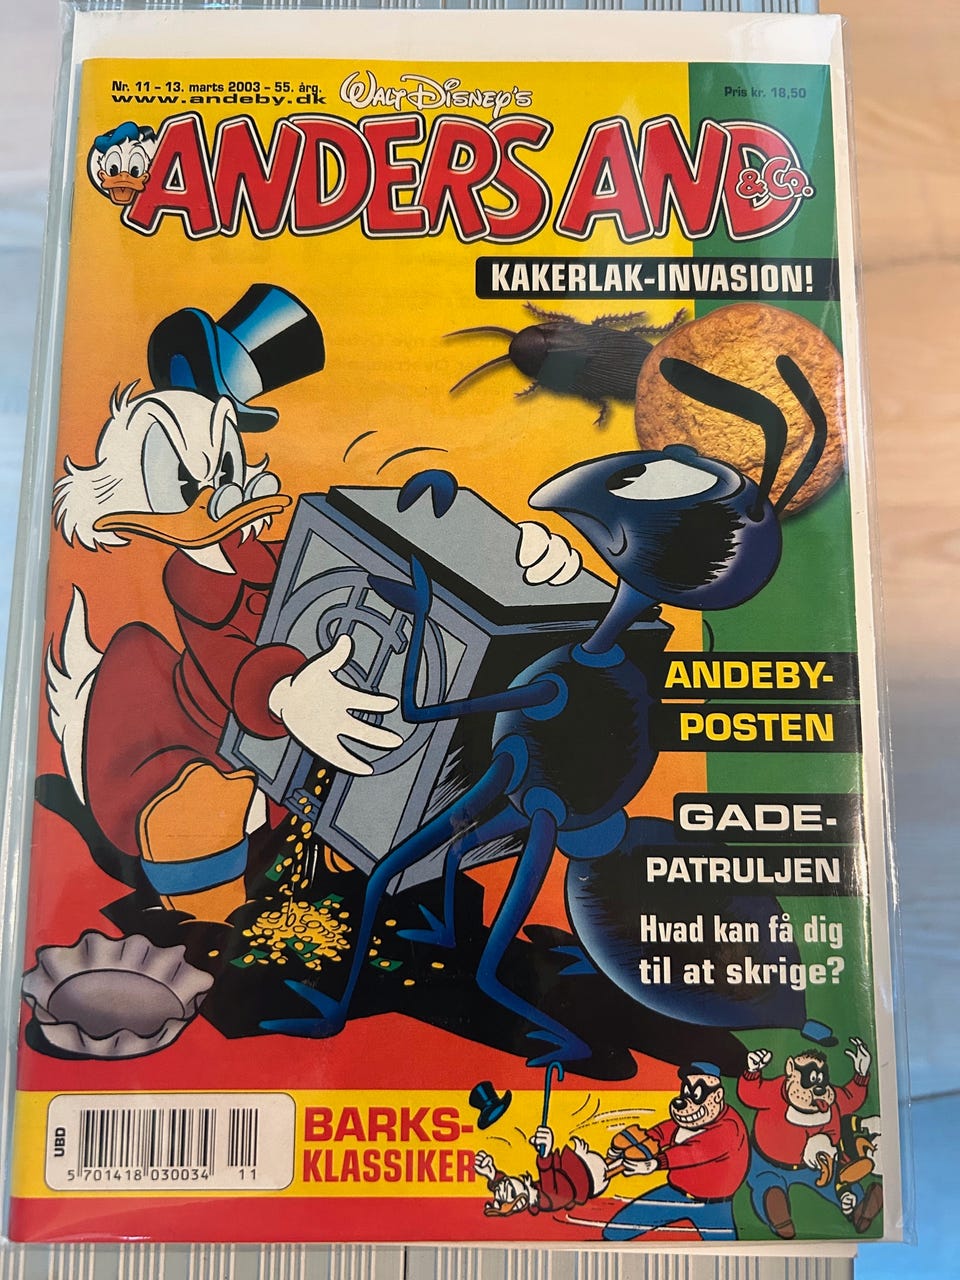 Nr. 11 - 13. marts 2003 - 55. årg.
www.andeby.dk
WALT DISNEY'S
Pris kr. 18,50
ANDERS AND
& Co.
KAKERLAK-INVASION!
ANDEBY-
POSTEN
GADE-
PATRULJEN
Hvad kan få dig
til at skrige?
UBD
5 701418 030034 11
BARKS-
KLASSIKER